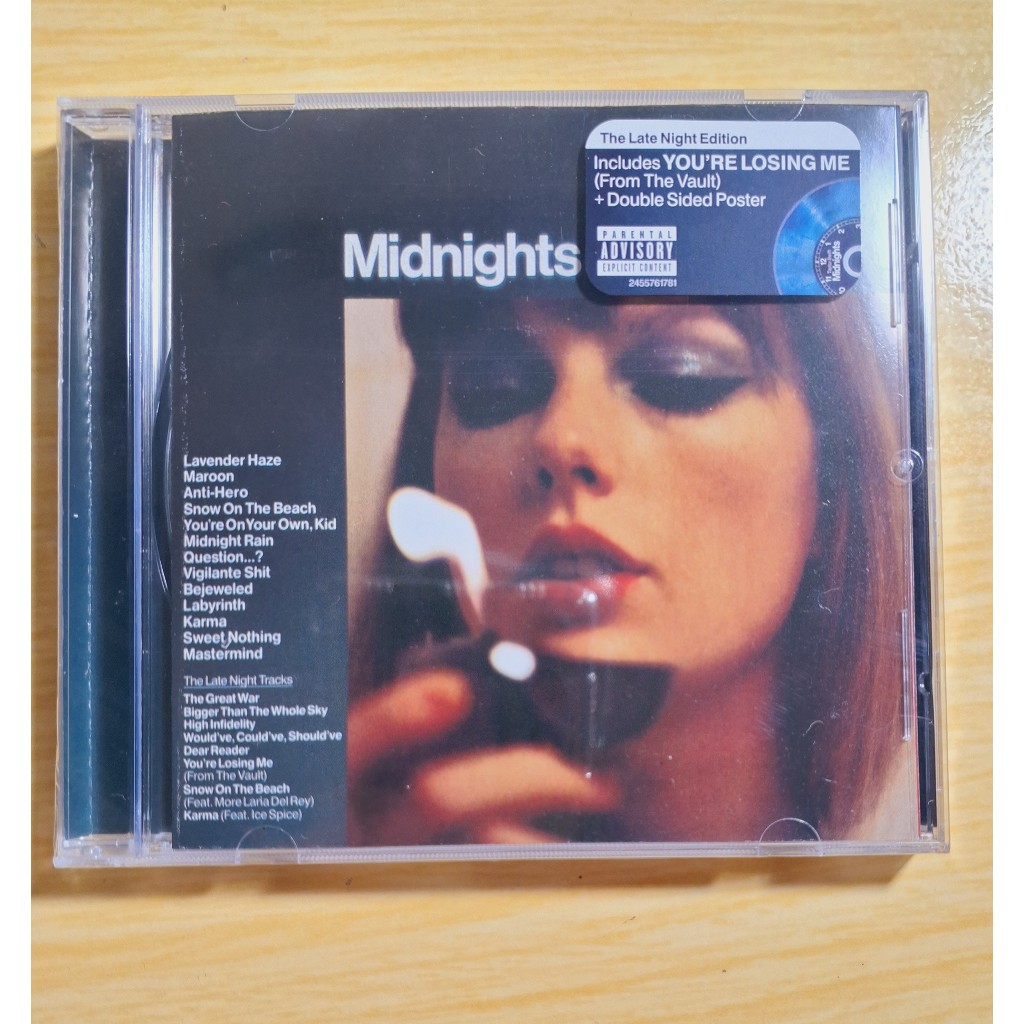 The Late Night Edition
Includes YOU'RE LOSING ME
(From The Vault)
+ Double Sided Poster
PARENTAL
ADVISORY
EXPLICIT CONTENT
2455761781
Midnights
Midnights
Lavender Haze
Maroon
Anti-Hero
Snow On The Beach
You're On Your Own, Kid
Midnight Rain
Question...?
Vigilante Shit
Bejeweled
Labyrinth
Karma
Sweet Nothing
Mastermind
The Late Night Tracks
The Great War
Bigger Than The Whole Sky
High Infidelity
Would've, Could've, Should've
Dear Reader
You're Losing Me
(From The Vault)
Snow On The Beach
(Feat. More Laria Del Rey)
Karma (Feat. Ice Spice)